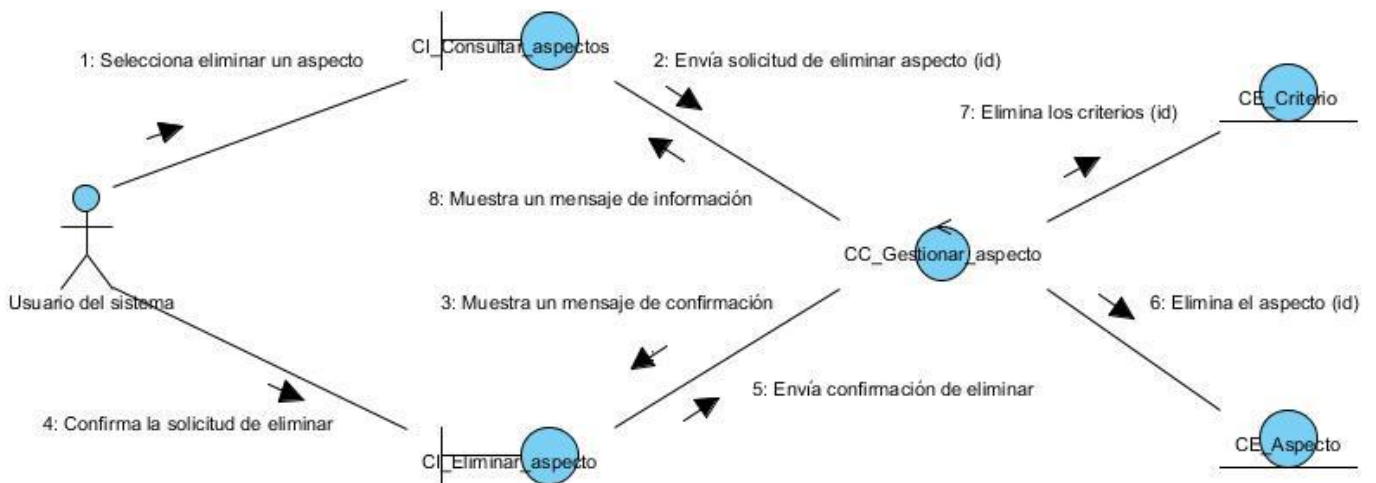 CI_Consultar_aspectos
1: Selecciona eliminar un aspecto
2: Envía solicitud de eliminar aspecto (id)
CE_Criterio
7: Elimina los criterios (id)
8: Muestra un mensaje de información
CC_Gestionar_aspecto
Usuario del sistema
3: Muestra un mensaje de confirmación
6: Elimina el aspecto (id)
5: Envía confirmación de eliminar
4: Confirma la solicitud de eliminar
CI_Eliminar_aspecto
CE_Aspecto